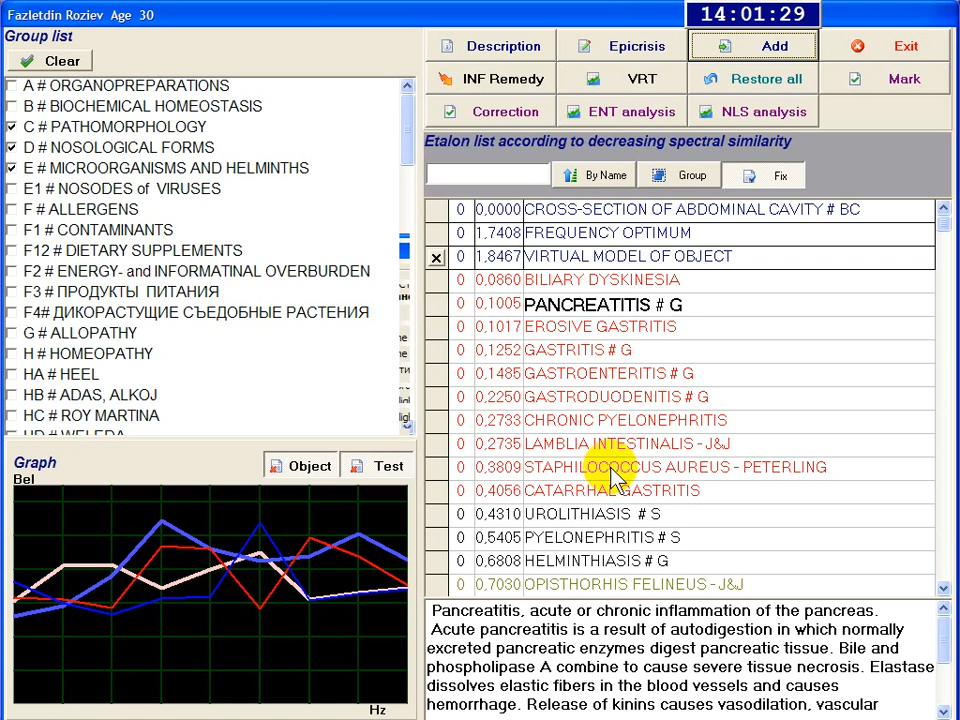 Fazletdin Roziev Age 30
14:01:29
Group list
Clear
Description
Epicrisis
Add
Exit
INF Remedy
VRT
Restore all
Mark
Correction
ENT analysis
NLS analysis
A # ORGANOPREPARATIONS
B # BIOCHEMICAL HOMEOSTASIS
C # PATHOMORPHOLOGY
D # NOSOLOGICAL FORMS
E # MICROORGANISMS AND HELMINTHS
E1 # NOSODES of VIRUSES
F # ALLERGENS
F1 # CONTAMINANTS
F12 # DIETARY SUPPLEMENTS
F2 # ENERGY- and INFORMATINAL OVERBURDEN
F3 # ПРОДУКТЫ ПИТАНИЯ
F4# ДИКОРАСТУЩИЕ СЪЕДОБНЫЕ РАСТЕНИЯ
G # ALLOPATHY
H # HOMEOPATHY
HA # HEEL
HB # ADAS, ALKOJ
HC # ROY MARTINA
HD # WELEDA
Etalon list according to decreasing spectral similarity
By Name
Group
Fix
0 0,0000 CROSS-SECTION OF ABDOMINAL CAVITY # BC
0 1,7408 FREQUENCY OPTIMUM
0 1,8467 VIRTUAL MODEL OF OBJECT
0 0,0860 BILIARY DYSKINESIA
0 0,1005 PANCREATITIS # G
0 0,1017 EROSIVE GASTRITIS
0 0,1252 GASTRITIS # G
0 0,1485 GASTROENTERITIS # G
0 0,2250 GASTRODUODENITIS # G
0 0,2733 CHRONIC PYELONEPHRITIS
0 0,2735 LAMBLIA INTESTINALIS - J&J
0 0,3809 STAPHILOCOCCUS AUREUS - PETERLING
0 0,4056 CATARRHAL GASTRITIS
0 0,4310 UROLITHIASIS # S
0 0,5405 PYELONEPHRITIS # S
0 0,6808 HELMINTHIASIS # G
0 0,7030 OPISTHORHIS FELINEUS - J&J
Graph
Object
Test
Bel
Hz
Pancreatitis, acute or chronic inflammation of the pancreas.
Acute pancreatitis is a result of autodigestion in which normally
excreted pancreatic enzymes digest pancreatic tissue. Bile and
phospholipase A combine to cause severe tissue necrosis. Elastase
dissolves elastic fibers in the blood vessels and causes
hemorrhage. Release of kinins causes vasodilation, vascular